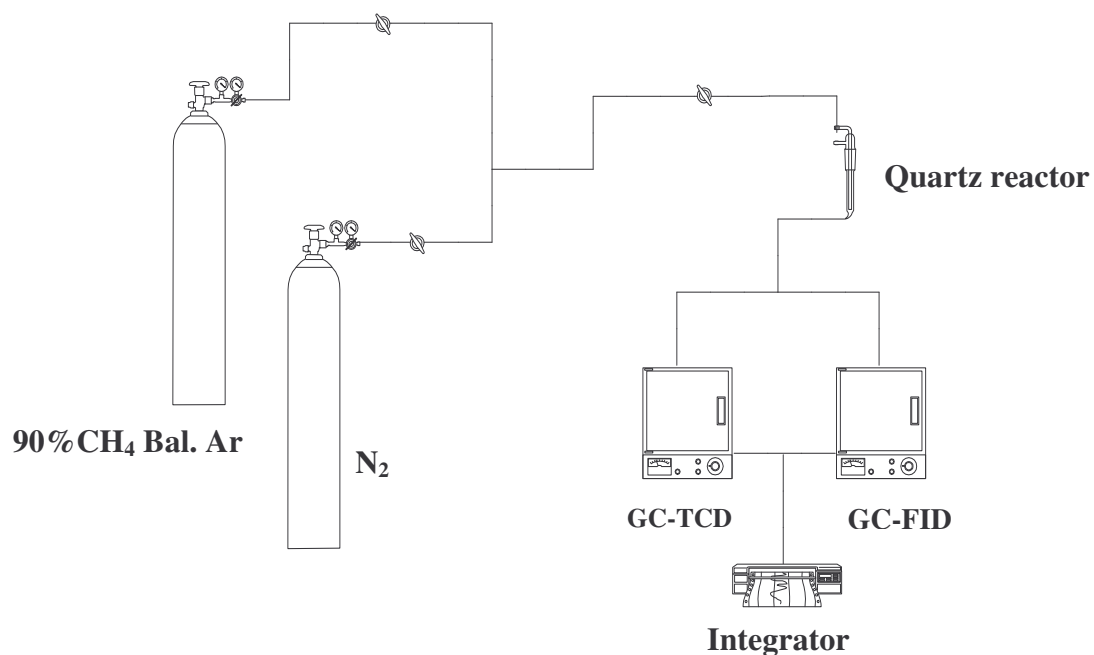 Quartz reactor
90%CH₄ Bal. Ar
N₂
GC-TCD
GC-FID
Integrator